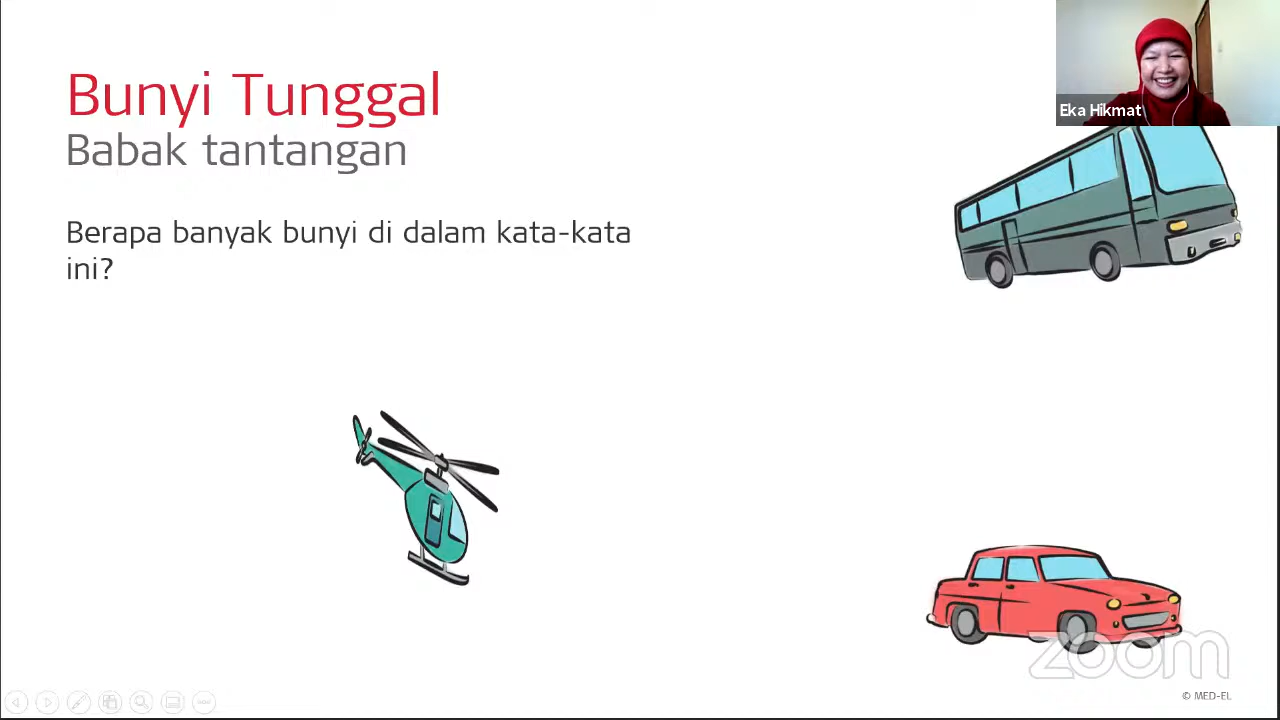 Bunyi Tunggal
Babak tantangan
Berapa banyak bunyi di dalam kata-kata
ini?
Eka Hikmat
zoom
© MED-EL